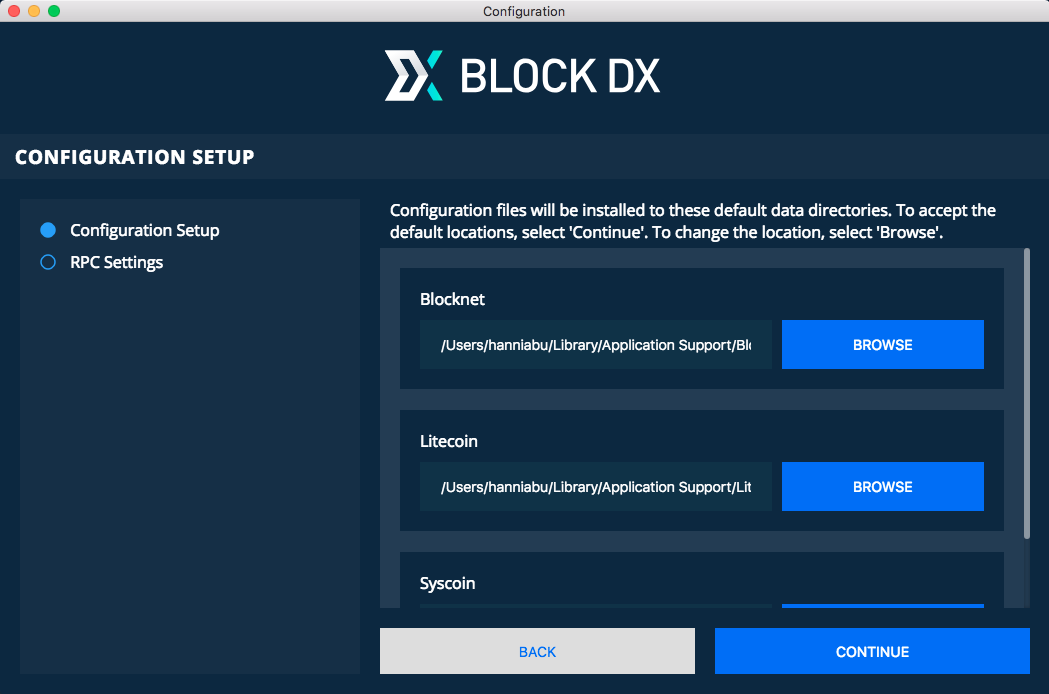 Configuration
BLOCK DX
CONFIGURATION SETUP
Configuration Setup
RPC Settings
Configuration files will be installed to these default data directories. To accept the
default locations, select 'Continue'. To change the location, select 'Browse'.
Blocknet
/Users/hanniabu/Library/Application Support/Blo
BROWSE
Litecoin
/Users/hanniabu/Library/Application Support/Lit
BROWSE
Syscoin
BACK
CONTINUE